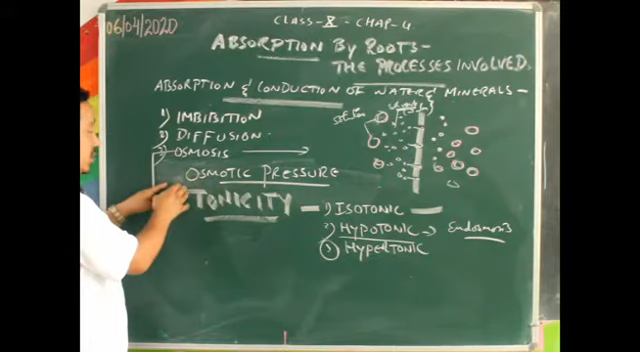 06/04/2020
CLASS-X - CHAP-4
ABSORPTION By ROOTS-
THE PROCESSES INVOLVED.
ABSORPTION & CONDUCTION OF WATER & MINERALS -
1) IMBIBITION
2) DIFFUSION.
3) OSMOSIS
OSMOTIC PRESSURE
TONICITY - 1) ISOTONIC
2) HYPOTONIC → Endosmosis
3) HYPERTONIC